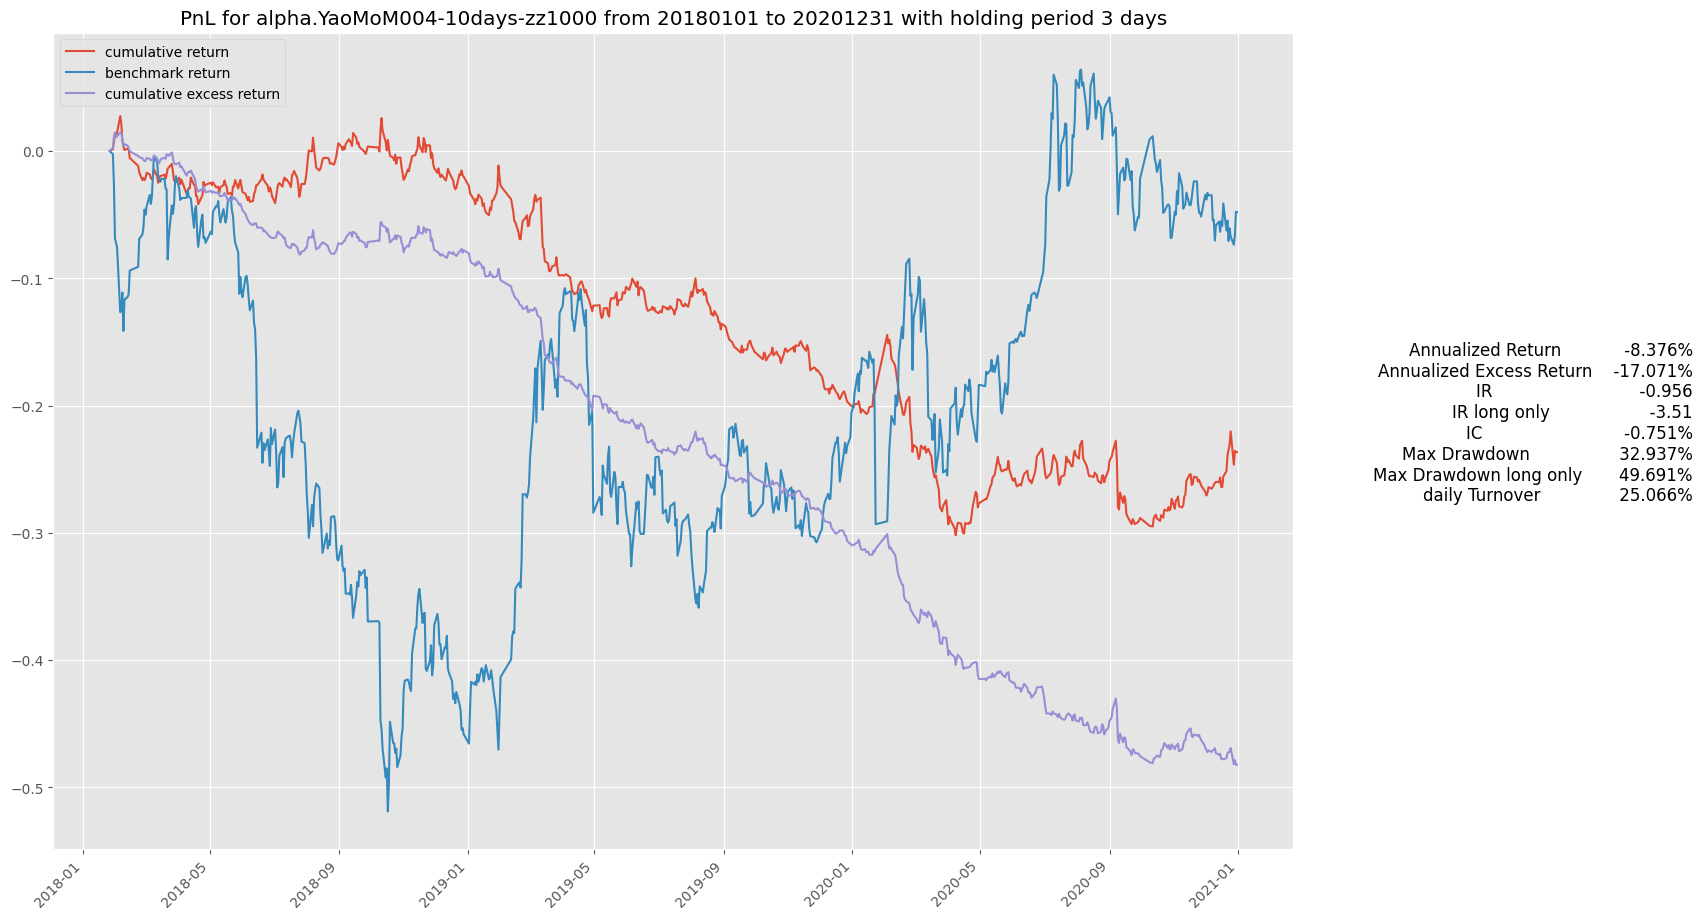 PnL for alpha.YaoMoM004-10days-zz1000 from 20180101 to 20201231 with holding period 3 days
cumulative return
benchmark return
cumulative excess return
0.0
−0.1
−0.2
−0.3
−0.4
−0.5
2018-01
2018-05
2018-09
2019-01
2019-05
2019-09
2020-01
2020-05
2020-09
2021-01
Annualized Return -8.376%
Annualized Excess Return -17.071%
IR -0.956
IR long only -3.51
IC -0.751%
Max Drawdown 32.937%
Max Drawdown long only 49.691%
daily Turnover 25.066%